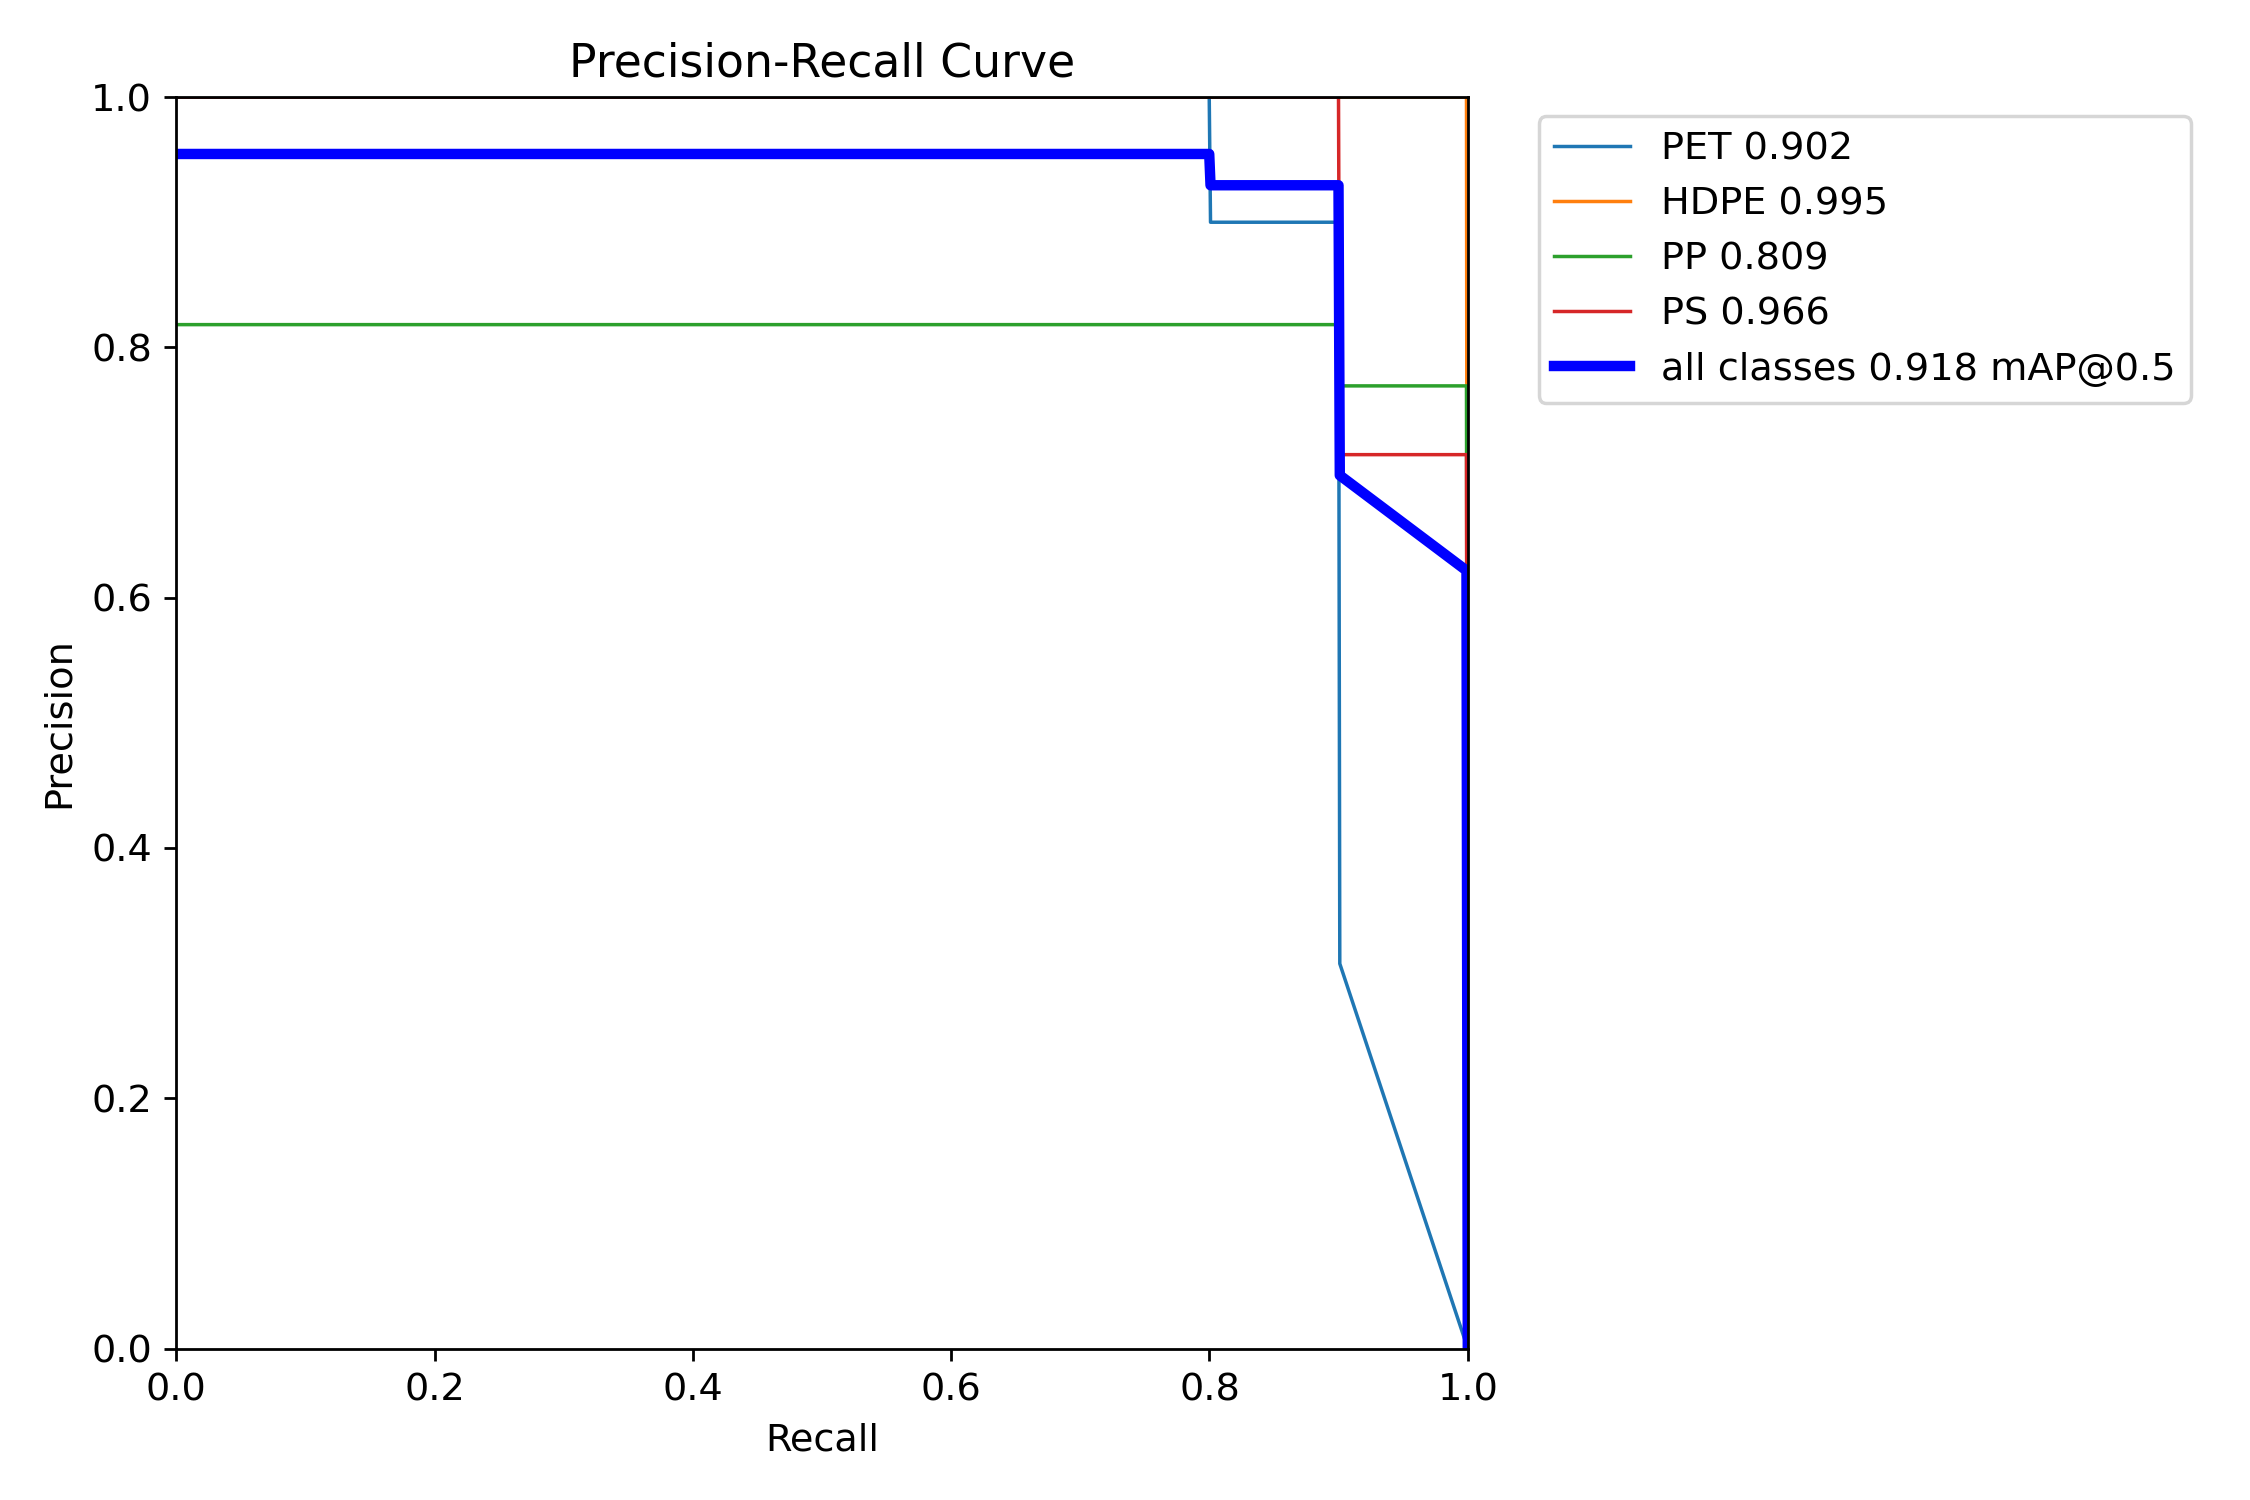 Precision-Recall Curve
1.0
0.8
0.6
0.4
0.2
0.0
Precision
0.0 0.2 0.4 0.6 0.8 1.0
Recall
PET 0.902
HDPE 0.995
PP 0.809
PS 0.966
all classes 0.918 mAP@0.5